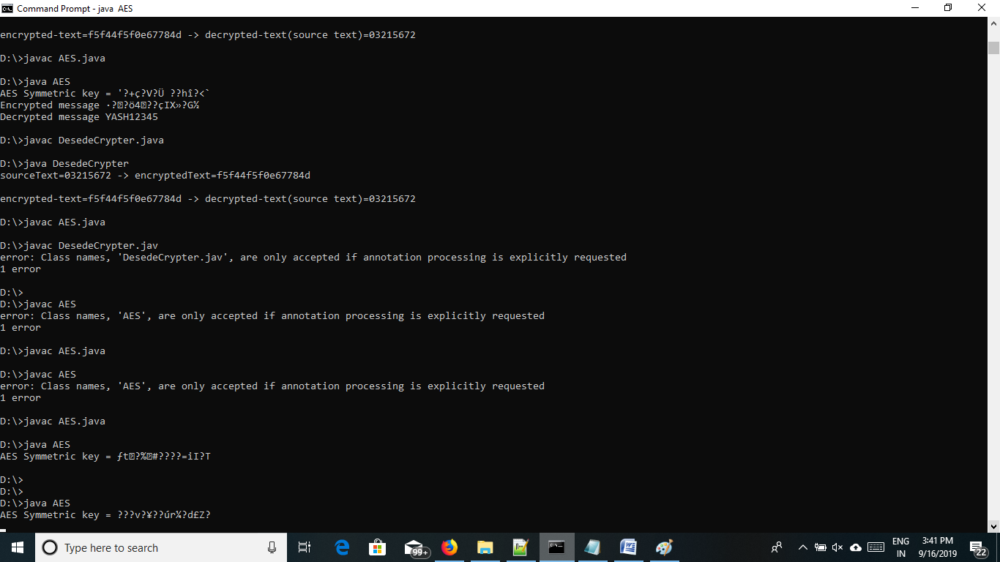 Command Prompt - java AES
encrypted-text=f5f44f5f0e67784d -> decrypted-text(source text)=03215672
D:\>javac AES.java
D:\>java AES
AES Symmetric key = '?+ç?V?Ü ??hî?<`
Encrypted message ·??ö4??çIX»?G¾
Decrypted message YASH12345
D:\>javac DesedeCrypter.java
D:\>java DesedeCrypter
sourceText=03215672 -> encryptedText=f5f44f5f0e67784d
encrypted-text=f5f44f5f0e67784d -> decrypted-text(source text)=03215672
D:\>javac AES.java
D:\>javac DesedeCrypter.jav
error: Class names, 'DesedeCrypter.jav', are only accepted if annotation processing is explicitly requested
1 error
D:\>
D:\>javac AES
error: Class names, 'AES', are only accepted if annotation processing is explicitly requested
1 error
D:\>javac AES.java
D:\>javac AES
error: Class names, 'AES', are only accepted if annotation processing is explicitly requested
1 error
D:\>javac AES.java
D:\>java AES
AES Symmetric key = ƒt?%#????=iI?T
D:\>
D:\>
D:\>java AES
AES Symmetric key = ???v?¥??úr¼?d£Z?
Type here to search
99+
ENG
IN
3:41 PM
9/16/2019
22